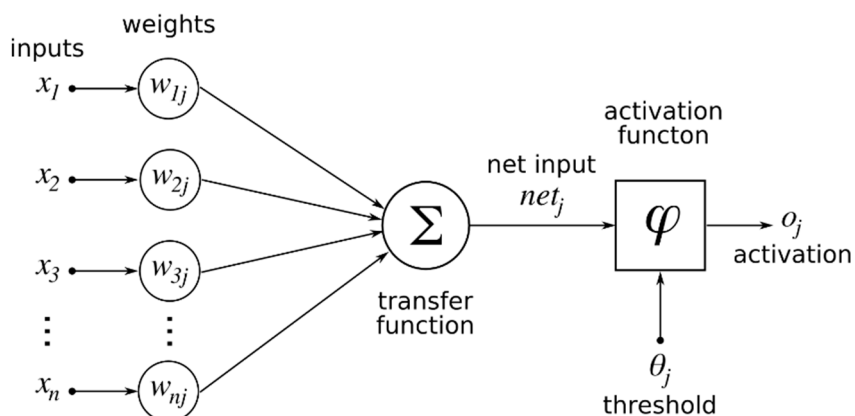 weights
inputs
x1
w1j
x2
w2j
x3
w3j
⋮
⋮
xn
wnj
Σ
transfer
function
net input
netj
activation
functon
φ
oj
activation
θj
threshold